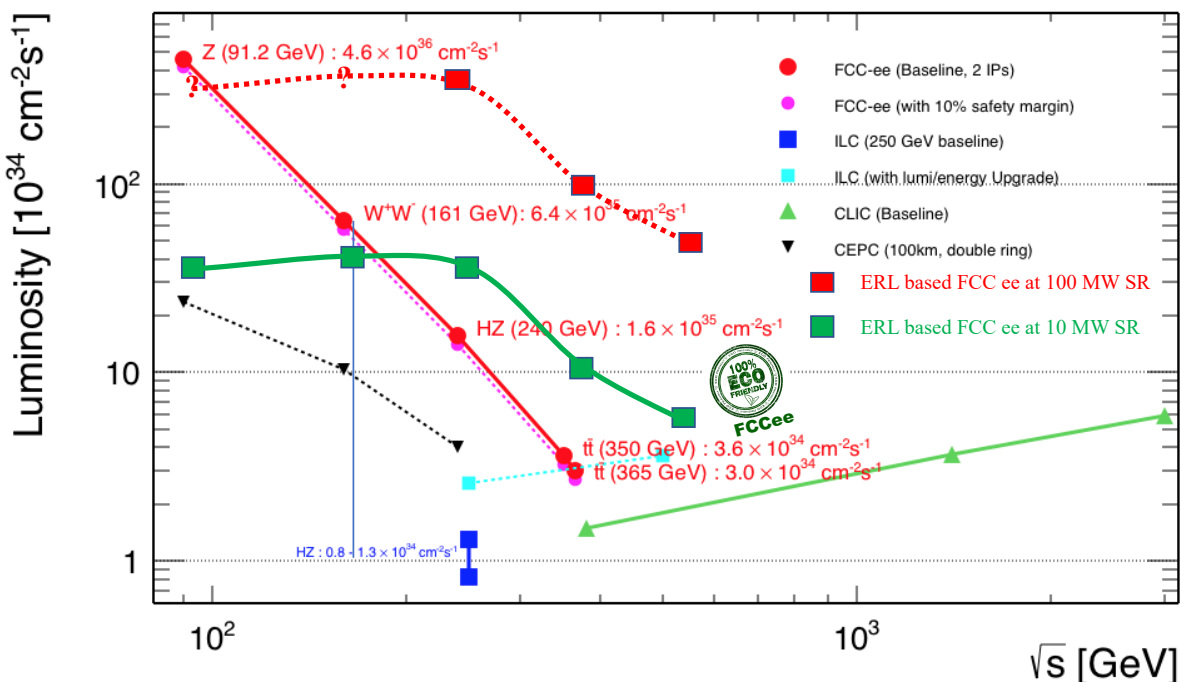 Luminosity [10³⁴ cm⁻²s⁻¹]
Z (91.2 GeV) : 4.6 × 10³⁶ cm⁻²s⁻¹
?
?
FCC-ee (Baseline, 2 IPs)
FCC-ee (with 10% safety margin)
ILC (250 GeV baseline)
ILC (with lumi/energy Upgrade)
CLIC (Baseline)
CEPC (100km, double ring)
ERL based FCC ee at 100 MW SR
ERL based FCC ee at 10 MW SR
10²
W⁺W⁻ (161 GeV): 6.4 × 10³⁵ cm⁻²s⁻¹
HZ (240 GeV) : 1.6 × 10³⁵ cm⁻²s⁻¹
10
100%
ECO
FRIENDLY
FCCee
tt̄ (350 GeV) : 3.6 × 10³⁴ cm⁻²s⁻¹
tt̄ (365 GeV) : 3.0 × 10³⁴ cm⁻²s⁻¹
HZ : 0.8 - 1.3 × 10³⁴ cm⁻²s⁻¹
1
10²
10³
√s [GeV]